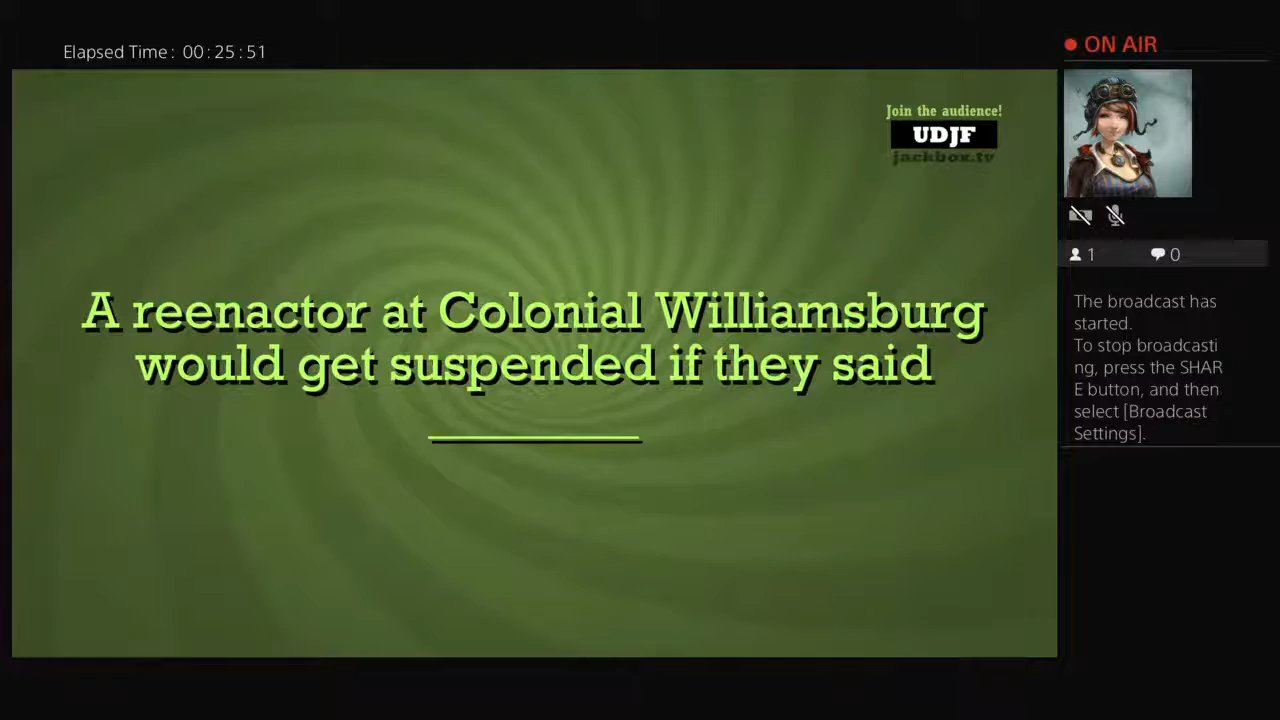 Elapsed Time: 00:25:51
ON AIR
Join the audience!
UDJF
jackbox.tv
A reenactor at Colonial Williamsburg
would get suspended if they said
1
0
The broadcast has
started.
To stop broadcasti
ng, press the SHAR
E button, and then
select [Broadcast
Settings].